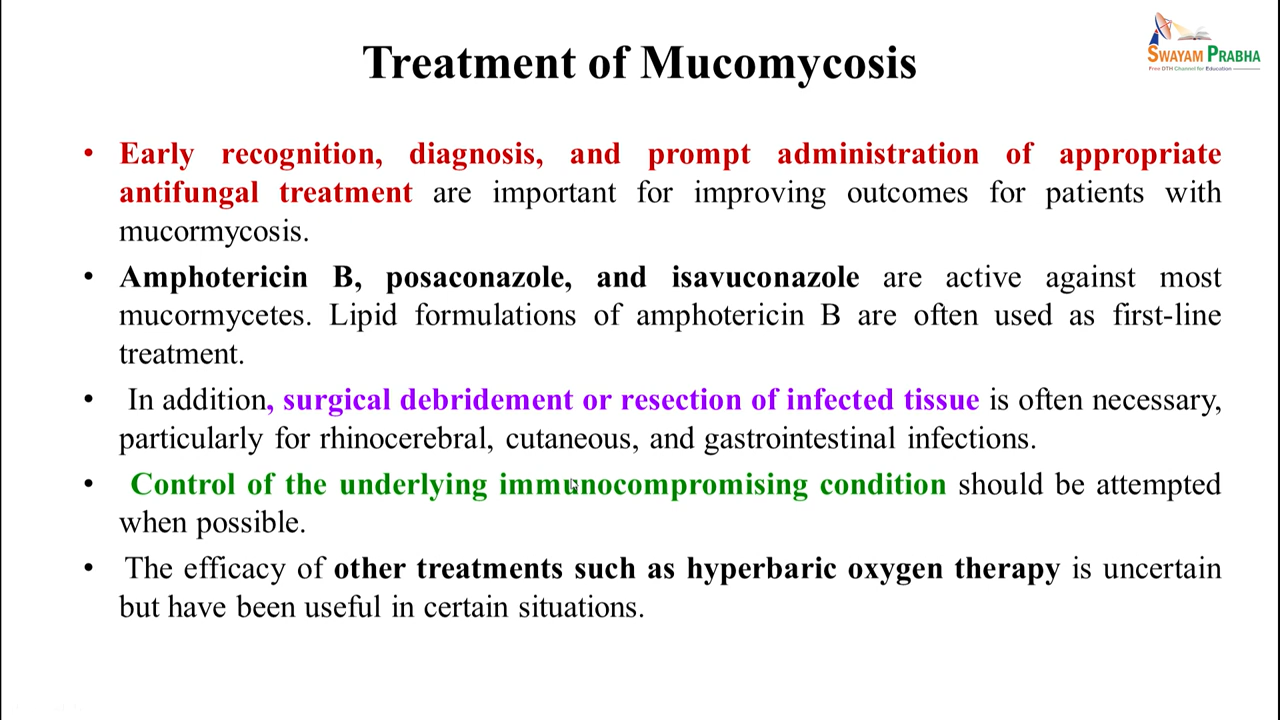 SWAYAM PRABHA
Free DTH Channel for Education
Treatment of Mucomycosis
• Early recognition, diagnosis, and prompt administration of appropriate
antifungal treatment are important for improving outcomes for patients with
mucormycosis.
• Amphotericin B, posaconazole, and isavuconazole are active against most
mucormycetes. Lipid formulations of amphotericin B are often used as first-line
treatment.
• In addition, surgical debridement or resection of infected tissue is often necessary,
particularly for rhinocerebral, cutaneous, and gastrointestinal infections.
• Control of the underlying immunocompromising condition should be attempted
when possible.
• The efficacy of other treatments such as hyperbaric oxygen therapy is uncertain
but have been useful in certain situations.